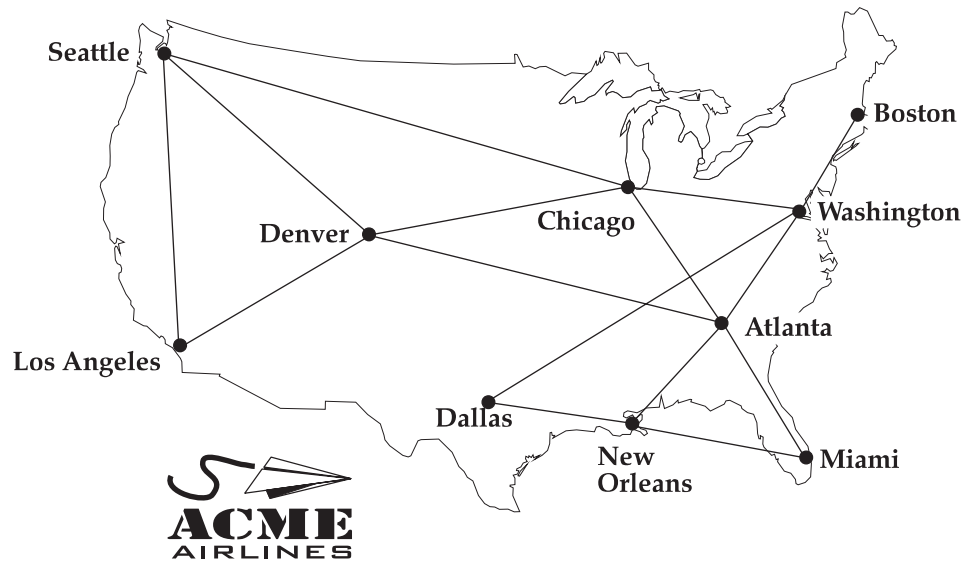 Seattle
Boston
Chicago
Washington
Denver
Atlanta
Los Angeles
Dallas
New
Orleans
Miami
ACME
AIRLINES